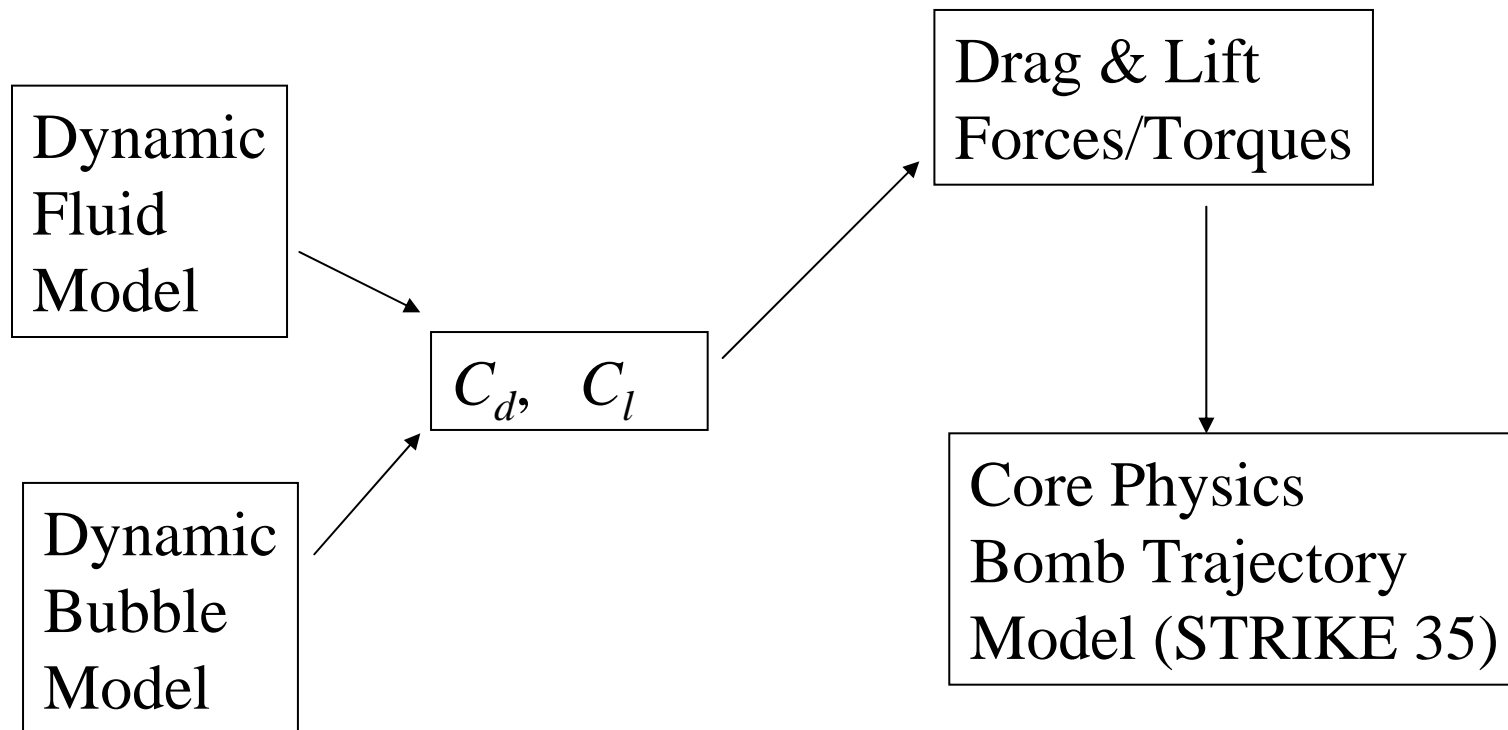 Dynamic
Fluid
Model
Dynamic
Bubble
Model
C_d, C_l
Drag & Lift
Forces/Torques
Core Physics
Bomb Trajectory
Model (STRIKE 35)